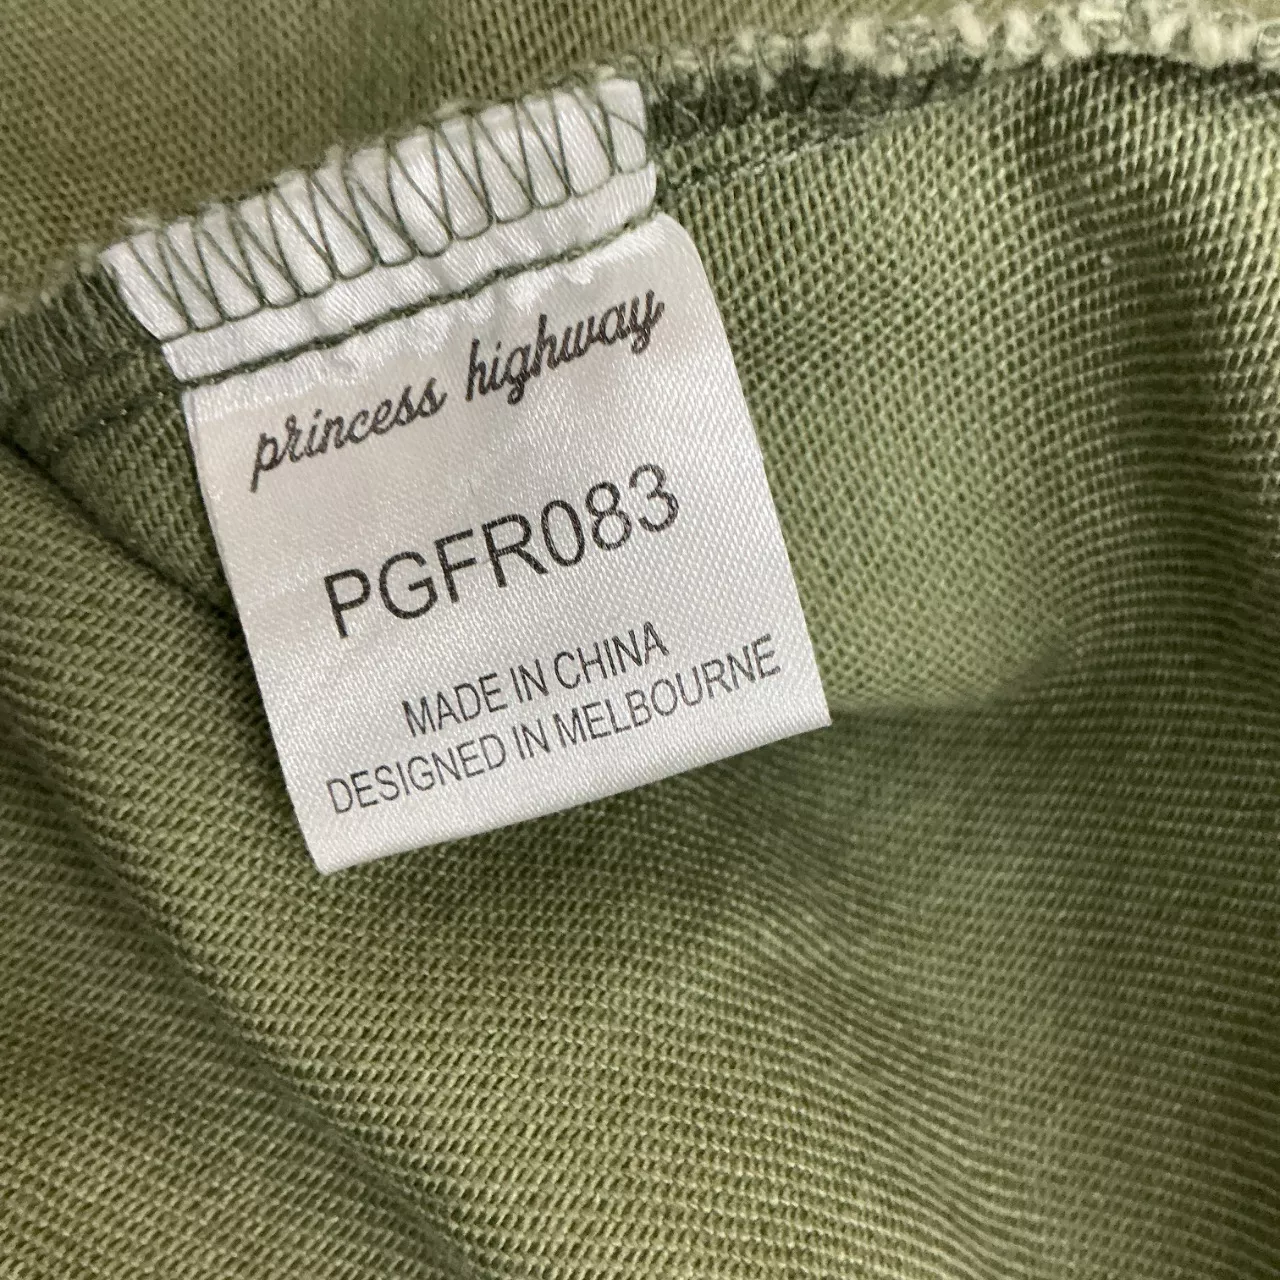 princess highway
PGFR083
MADE IN CHINA
DESIGNED IN MELBOURNE